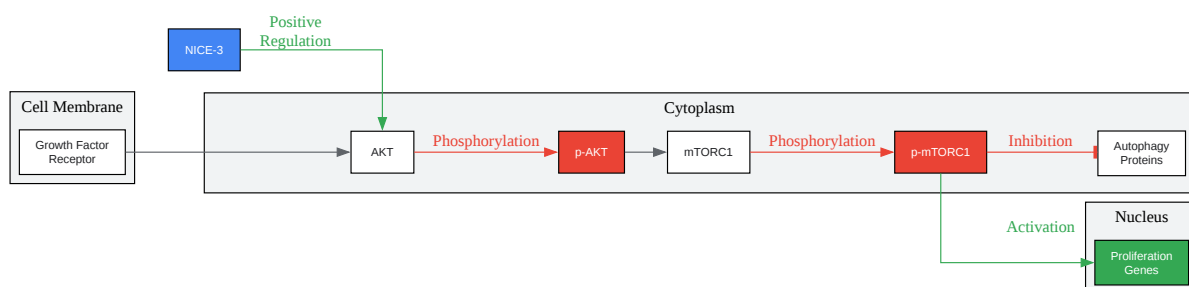 Positive
Regulation
NICE-3
Cell Membrane
Growth Factor
Receptor
Cytoplasm
AKT
Phosphorylation
p-AKT
mTORC1
Phosphorylation
p-mTORC1
Inhibition
Autophagy
Proteins
Activation
Nucleus
Proliferation
Genes